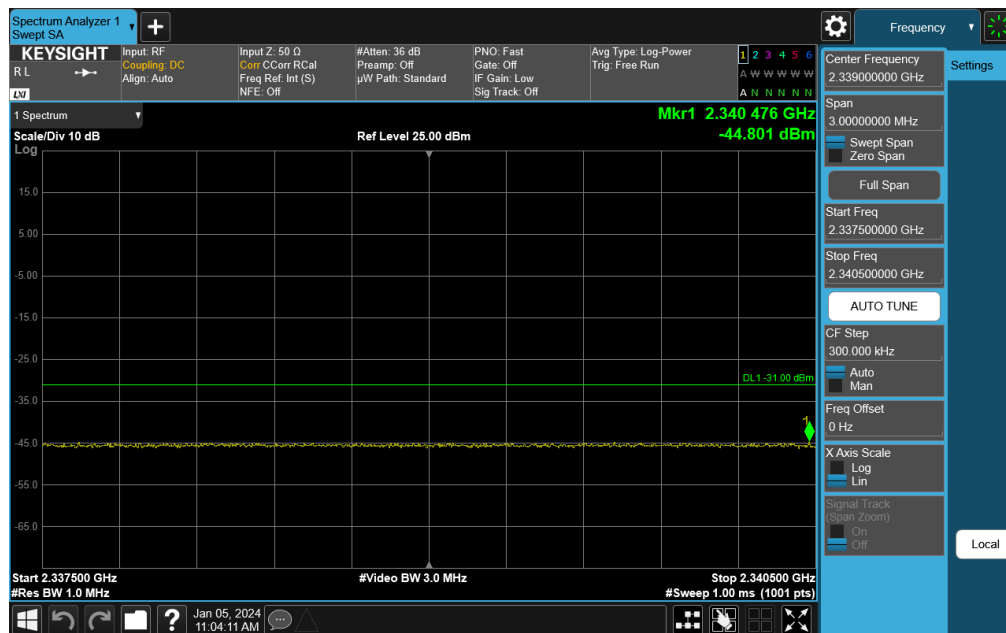 Spectrum Analyzer 1
Swept SA
Frequency
KEYSIGHT
R L
LXI
Input: RF
Coupling: DC
Align: Auto
Input Z: 50 Ω
Corr CCorr RCal
Freq Ref: Int (S)
NFE: Off
#Atten: 36 dB
Preamp: Off
µW Path: Standard
PNO: Fast
Gate: Off
IF Gain: Low
Sig Track: Off
Avg Type: Log-Power
Trig: Free Run
1 2 3 4 5 6
A W W W W W
A N N N N N
1 Spectrum
Scale/Div 10 dB
Ref Level 25.00 dBm
Mkr1 2.340 476 GHz
-44.801 dBm
Log
15.0
5.00
-5.00
-15.0
-25.0
-35.0
-45.0
-55.0
-65.0
DL1 -31.00 dBm
1
Start 2.337500 GHz
#Res BW 1.0 MHz
#Video BW 3.0 MHz
Stop 2.340500 GHz
#Sweep 1.00 ms (1001 pts)
Jan 05, 2024
11:04:11 AM
Center Frequency
2.339000000 GHz
Span
3.00000000 MHz
Swept Span
Zero Span
Full Span
Start Freq
2.337500000 GHz
Stop Freq
2.340500000 GHz
AUTO TUNE
CF Step
300.000 kHz
Auto
Man
Freq Offset
0 Hz
X Axis Scale
Log
Lin
Signal Track
(Span Zoom)
On
Off
Settings
Local